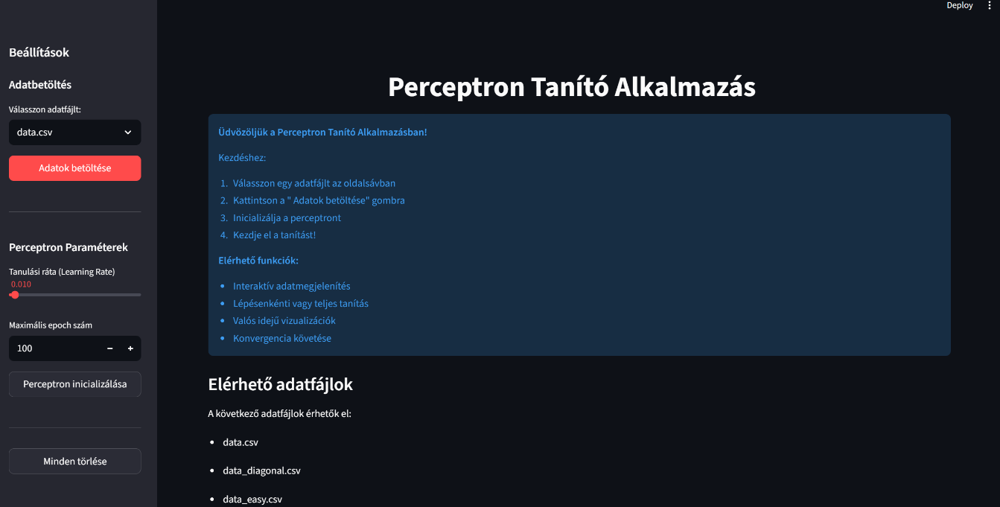 Deploy
Beállítások
Adatbetöltés
Válasszon adatfájlt:
data.csv
Adatok betöltése
Perceptron Paraméterek
Tanulási ráta (Learning Rate)
0.010
Maximális epoch szám
100
Perceptron inicializálása
Minden törlése
Perceptron Tanító Alkalmazás
Üdvözöljük a Perceptron Tanító Alkalmazásban!
Kezdéshez:
1. Válasszon egy adatfájlt az oldalsávban
2. Kattintson a " Adatok betöltése" gombra
3. Inicializálja a perceptront
4. Kezdje el a tanítást!
Elérhető funkciók:
• Interaktív adatmegjelenítés
• Lépésenkénti vagy teljes tanítás
• Valós idejű vizualizációk
• Konvergencia követése
Elérhető adatfájlok
A következő adatfájlok érhetők el:
• data.csv
• data_diagonal.csv
• data_easy.csv